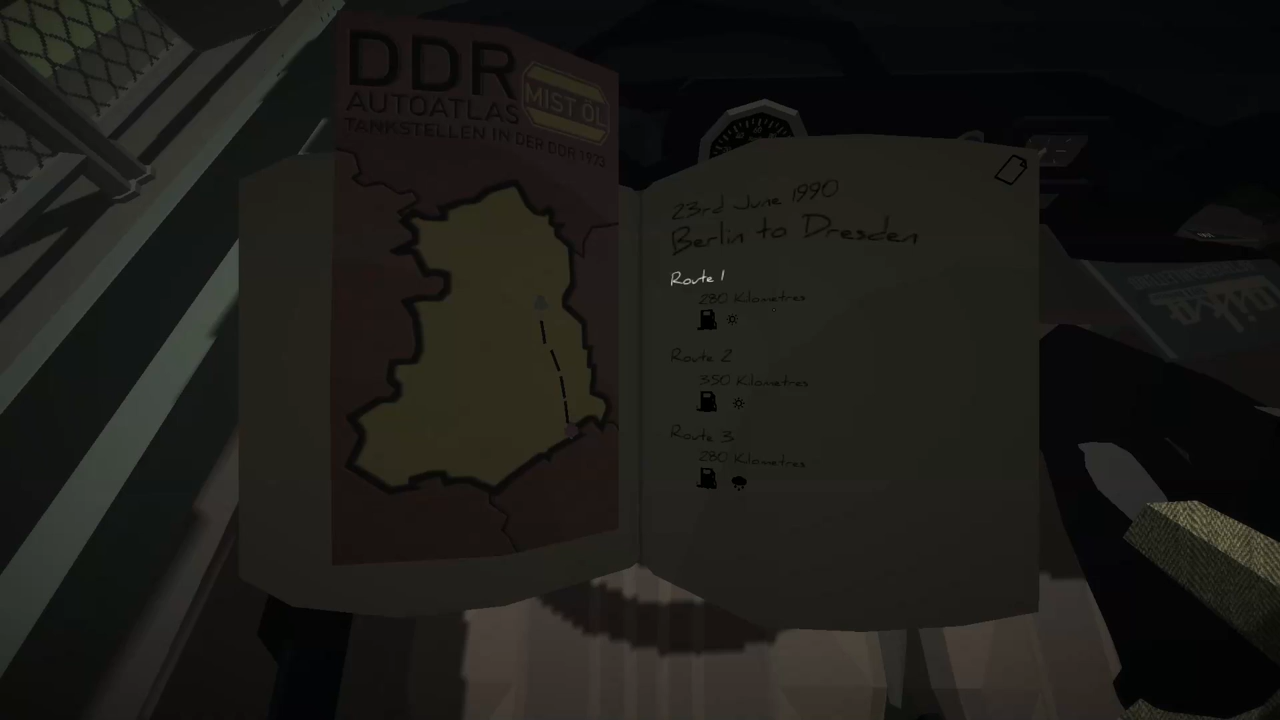 DDR
AUTOATLAS
MIST ÖL
TANKSTELLEN IN DER DDR 1973
23rd June 1990
Berlin to Dresden
Route 1
280 Kilometres
Route 2
350 Kilometres
Route 3
280 Kilometres